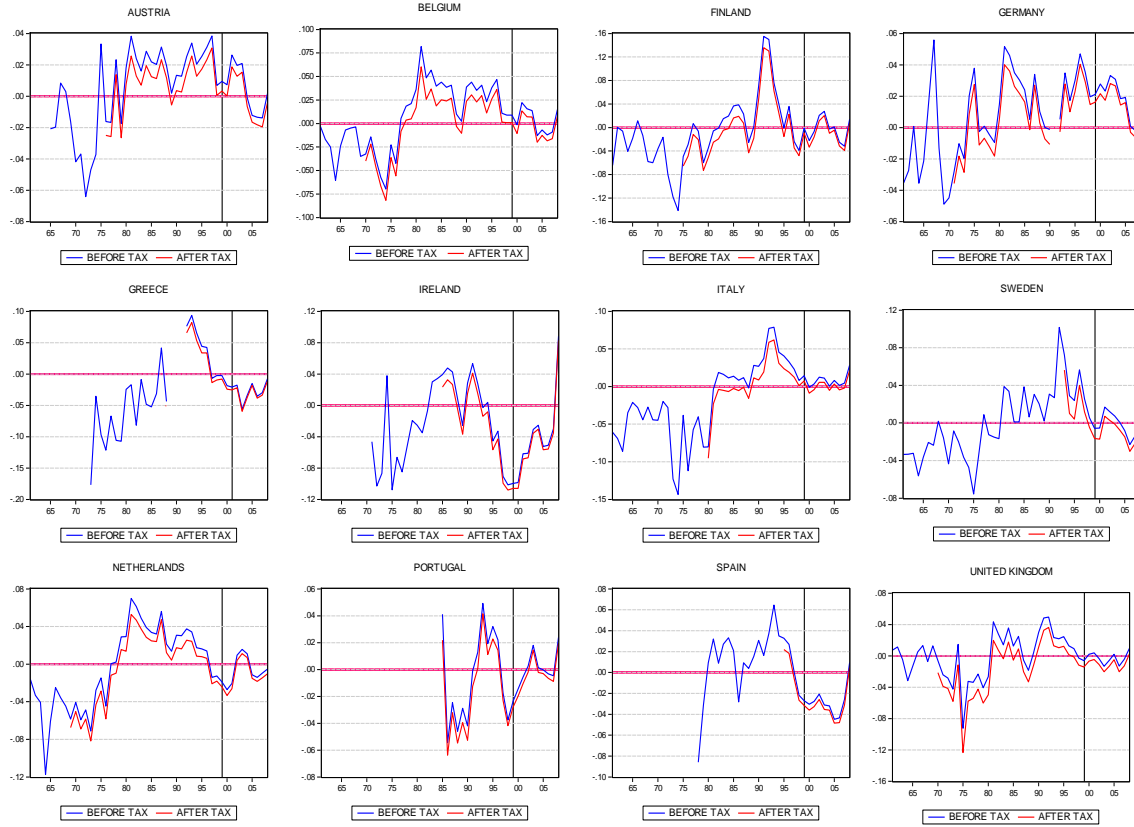 AUSTRIA
.04
.02
.00
-.02
-.04
-.06
-.08
65 70 75 80 85 90 95 00 05
BEFORE TAX AFTER TAX
BELGIUM
.100
.075
.050
.025
.000
-.025
-.050
-.075
-.100
65 70 75 80 85 90 95 00 05
BEFORE TAX AFTER TAX
FINLAND
.16
.12
.08
.04
.00
-.04
-.08
-.12
-.16
65 70 75 80 85 90 95 00 05
BEFORE TAX AFTER TAX
GERMANY
.06
.04
.02
.00
-.02
-.04
-.06
65 70 75 80 85 90 95 00 05
BEFORE TAX AFTER TAX
GREECE
.10
.05
.00
-.05
-.10
-.15
-.20
65 70 75 80 85 90 95 00 05
BEFORE TAX AFTER TAX
IRELAND
.12
.08
.04
.00
-.04
-.08
-.12
65 70 75 80 85 90 95 00 05
BEFORE TAX AFTER TAX
ITALY
.10
.05
.00
-.05
-.10
-.15
65 70 75 80 85 90 95 00 05
BEFORE TAX AFTER TAX
SWEDEN
.12
.08
.04
.00
-.04
-.08
65 70 75 80 85 90 95 00 05
BEFORE TAX AFTER TAX
NETHERLANDS
.08
.04
.00
-.04
-.08
-.12
65 70 75 80 85 90 95 00 05
BEFORE TAX AFTER TAX
PORTUGAL
.06
.04
.02
.00
-.02
-.04
-.06
-.08
65 70 75 80 85 90 95 00 05
BEFORE TAX AFTER TAX
SPAIN
.08
.06
.04
.02
.00
-.02
-.04
-.06
-.08
-.10
65 70 75 80 85 90 95 00 05
BEFORE TAX AFTER TAX
UNITED KINGDOM
.08
.04
.00
-.04
-.08
-.12
-.16
65 70 75 80 85 90 95 00 05
BEFORE TAX AFTER TAX